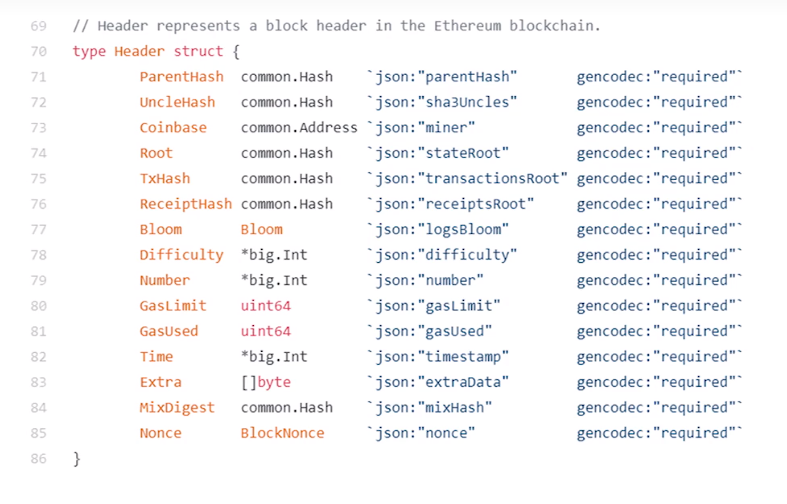 69 // Header represents a block header in the Ethereum blockchain.
70 type Header struct {
71 ParentHash common.Hash `json:"parentHash" gencodec:"required"`
72 UncleHash common.Hash `json:"sha3Uncles" gencodec:"required"`
73 Coinbase common.Address `json:"miner" gencodec:"required"`
74 Root common.Hash `json:"stateRoot" gencodec:"required"`
75 TxHash common.Hash `json:"transactionsRoot" gencodec:"required"`
76 ReceiptHash common.Hash `json:"receiptsRoot" gencodec:"required"`
77 Bloom Bloom `json:"logsBloom" gencodec:"required"`
78 Difficulty *big.Int `json:"difficulty" gencodec:"required"`
79 Number *big.Int `json:"number" gencodec:"required"`
80 GasLimit uint64 `json:"gasLimit" gencodec:"required"`
81 GasUsed uint64 `json:"gasUsed" gencodec:"required"`
82 Time *big.Int `json:"timestamp" gencodec:"required"`
83 Extra []byte `json:"extraData" gencodec:"required"`
84 MixDigest common.Hash `json:"mixHash" gencodec:"required"`
85 Nonce BlockNonce `json:"nonce" gencodec:"required"`
86 }